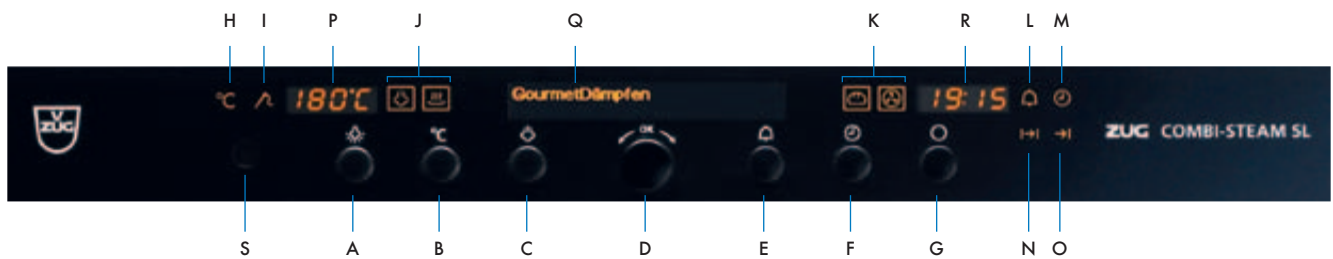 H I P J Q K R L M
°C 180°C GourmetDämpfen 19:15
V ZUG °C OK ZUG COMBI-STEAM SL
S A B C D E F G N O